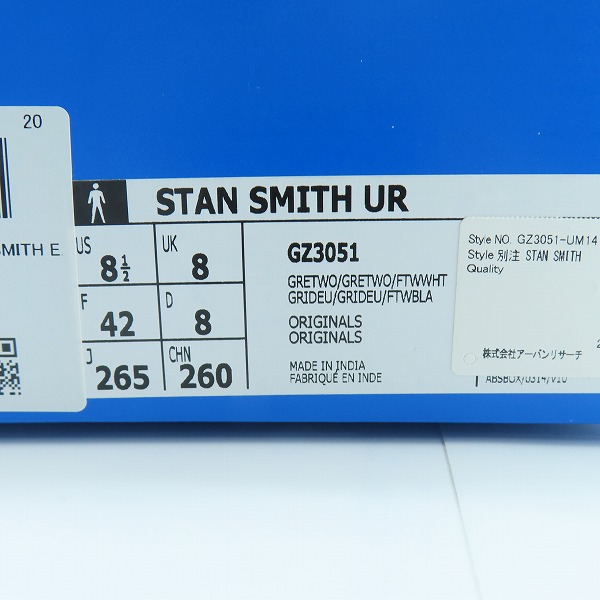 20
SMITH E
STAN SMITH UR
US 8½ UK 8
F 42 D 8
J 265 CHN 260
GZ3051
GRETWO/GRETWO/FTWWHT
GRIDEU/GRIDEU/FTWBLA
ORIGINALS
ORIGINALS
MADE IN INDIA
FABRIQUÉ EN INDE
Style NO. GZ3051-UM14
Style 別注 STAN SMITH
Quality
2
株式会社アーバンリサーチ